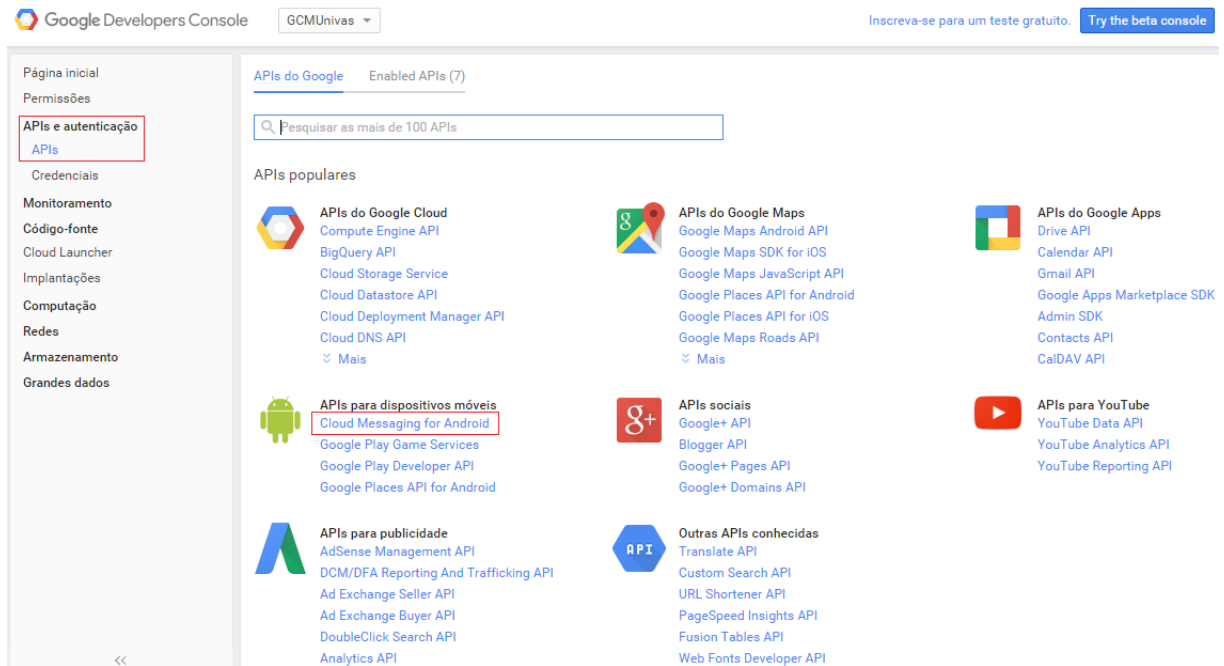 Google Developers Console
GCMUnivas
Inscreva-se para um teste gratuito.
Try the beta console
Página inicial
Permissões
APIs e autenticação
APIs
Credenciais
Monitoramento
Código-fonte
Cloud Launcher
Implantações
Computação
Redes
Armazenamento
Grandes dados
APIs do Google
Enabled APIs (7)
Pesquisar as mais de 100 APIs
APIs populares
APIs do Google Cloud
Compute Engine API
BigQuery API
Cloud Storage Service
Cloud Datastore API
Cloud Deployment Manager API
Cloud DNS API
Mais
8
APIs do Google Maps
Google Maps Android API
Google Maps SDK for iOS
Google Maps JavaScript API
Google Places API for Android
Google Places API for iOS
Google Maps Roads API
Mais
APIs do Google Apps
Drive API
Calendar API
Gmail API
Google Apps Marketplace SDK
Admin SDK
Contacts API
CalDAV API
APIs para dispositivos móveis
Cloud Messaging for Android
Google Play Game Services
Google Play Developer API
Google Places API for Android
8+
APIs sociais
Google+ API
Blogger API
Google+ Pages API
Google+ Domains API
APIs para YouTube
YouTube Data API
YouTube Analytics API
YouTube Reporting API
APIs para publicidade
AdSense Management API
DCM/DFA Reporting And Trafficking API
Ad Exchange Seller API
Ad Exchange Buyer API
DoubleClick Search API
Analytics API
API
Outras APIs conhecidas
Translate API
Custom Search API
URL Shortener API
PageSpeed Insights API
Fusion Tables API
Web Fonts Developer API